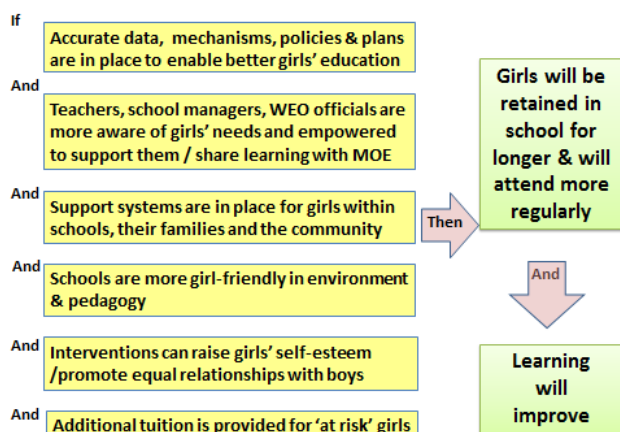 If
Accurate data, mechanisms, policies & plans
are in place to enable better girls' education
And
Teachers, school managers, WEO officials are
more aware of girls' needs and empowered
to support them / share learning with MOE
And
Support systems are in place for girls within
schools, their families and the community
And
Schools are more girl-friendly in environment
& pedagogy
And
Interventions can raise girls' self-esteem
/promote equal relationships with boys
And
Additional tuition is provided for 'at risk' girls
Then
Girls will be
retained in
school for
longer & will
attend more
regularly
And
Learning
will
improve